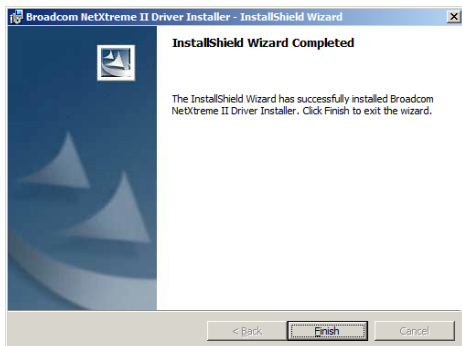 Broadcom NetXtreme II Driver Installer - InstallShield Wizard
InstallShield Wizard Completed
The InstallShield Wizard has successfully installed Broadcom
NetXtreme II Driver Installer. Click Finish to exit the wizard.
< Back
Finish
Cancel